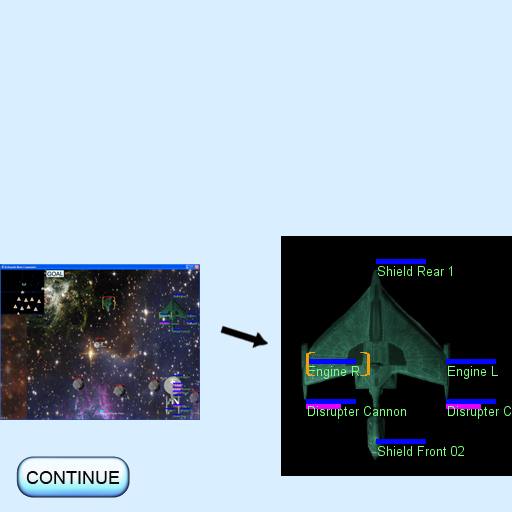 GOAL
Shield Rear 1
Engine R
Engine L
Disrupter Cannon
Disrupter C
Shield Front 02
CONTINUE